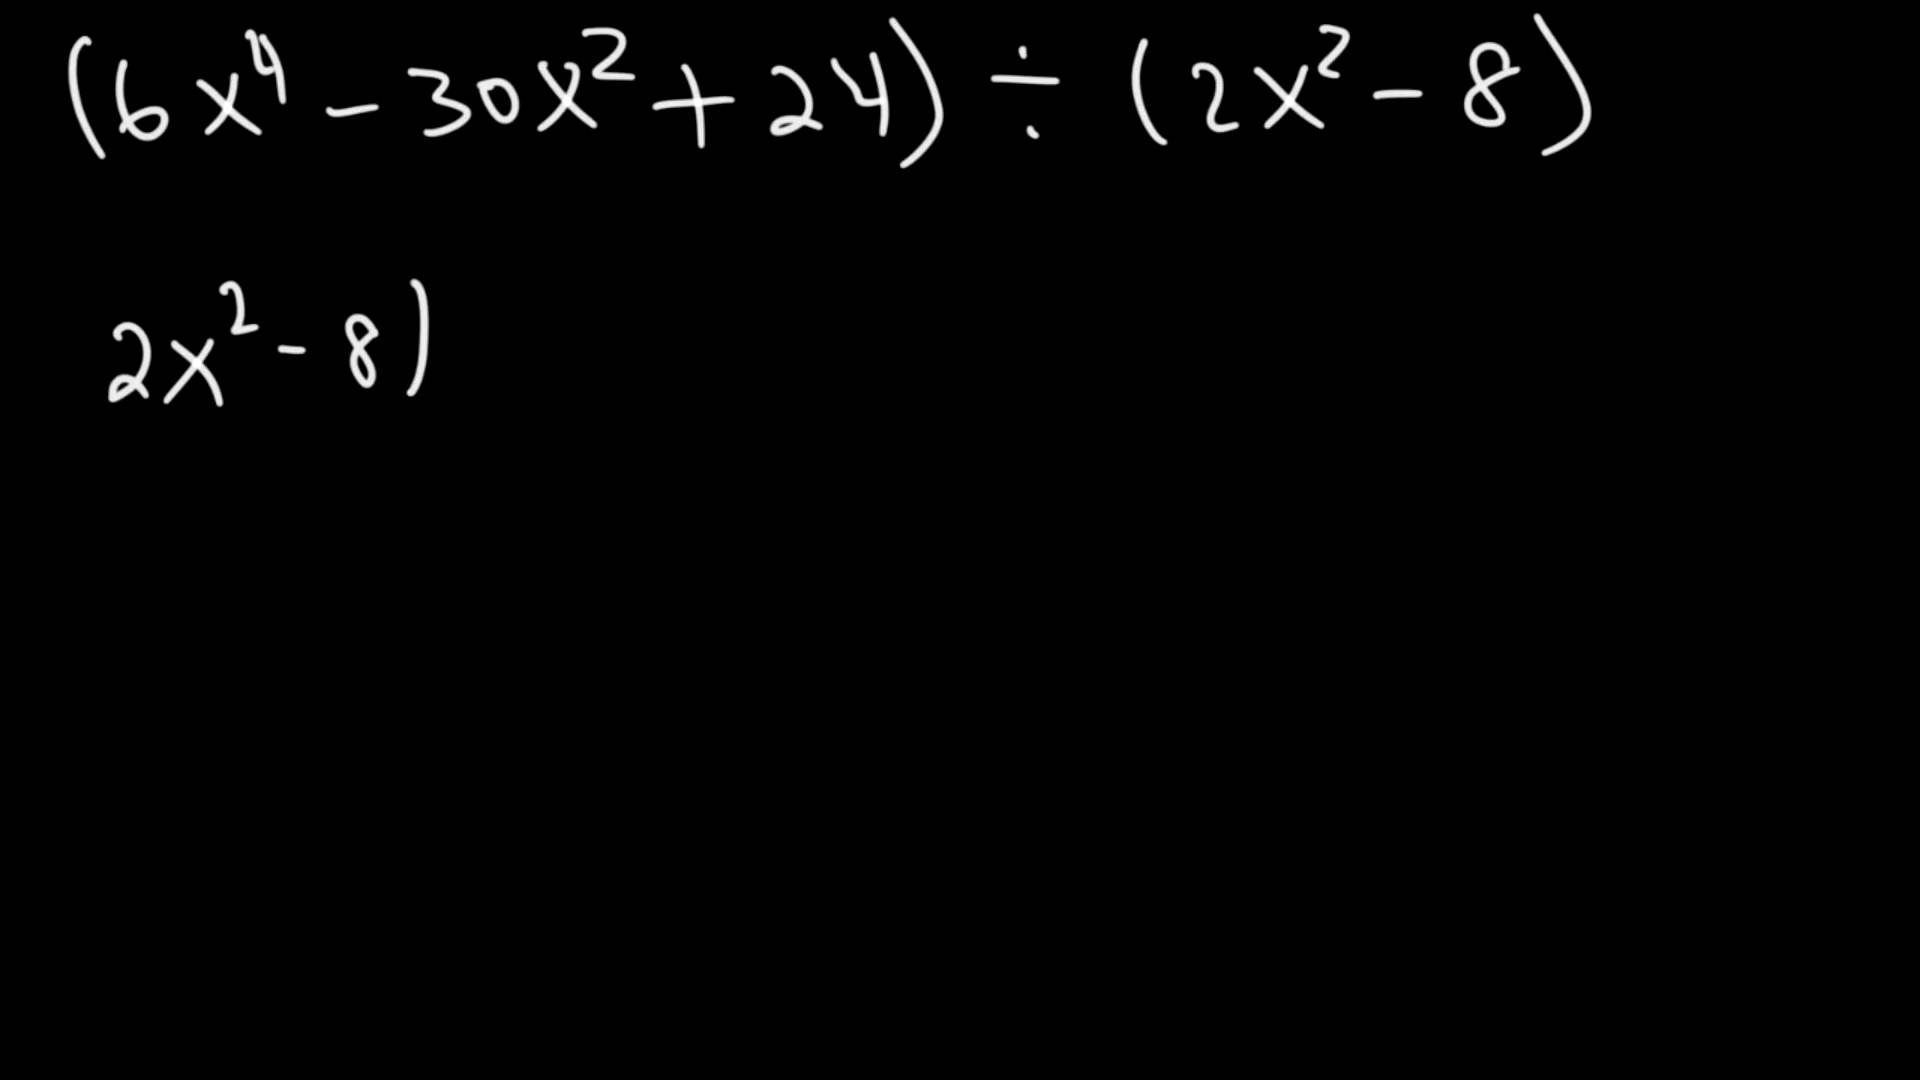 (6x⁴ - 30x² + 24) ÷ (2x² - 8)
2x² - 8)